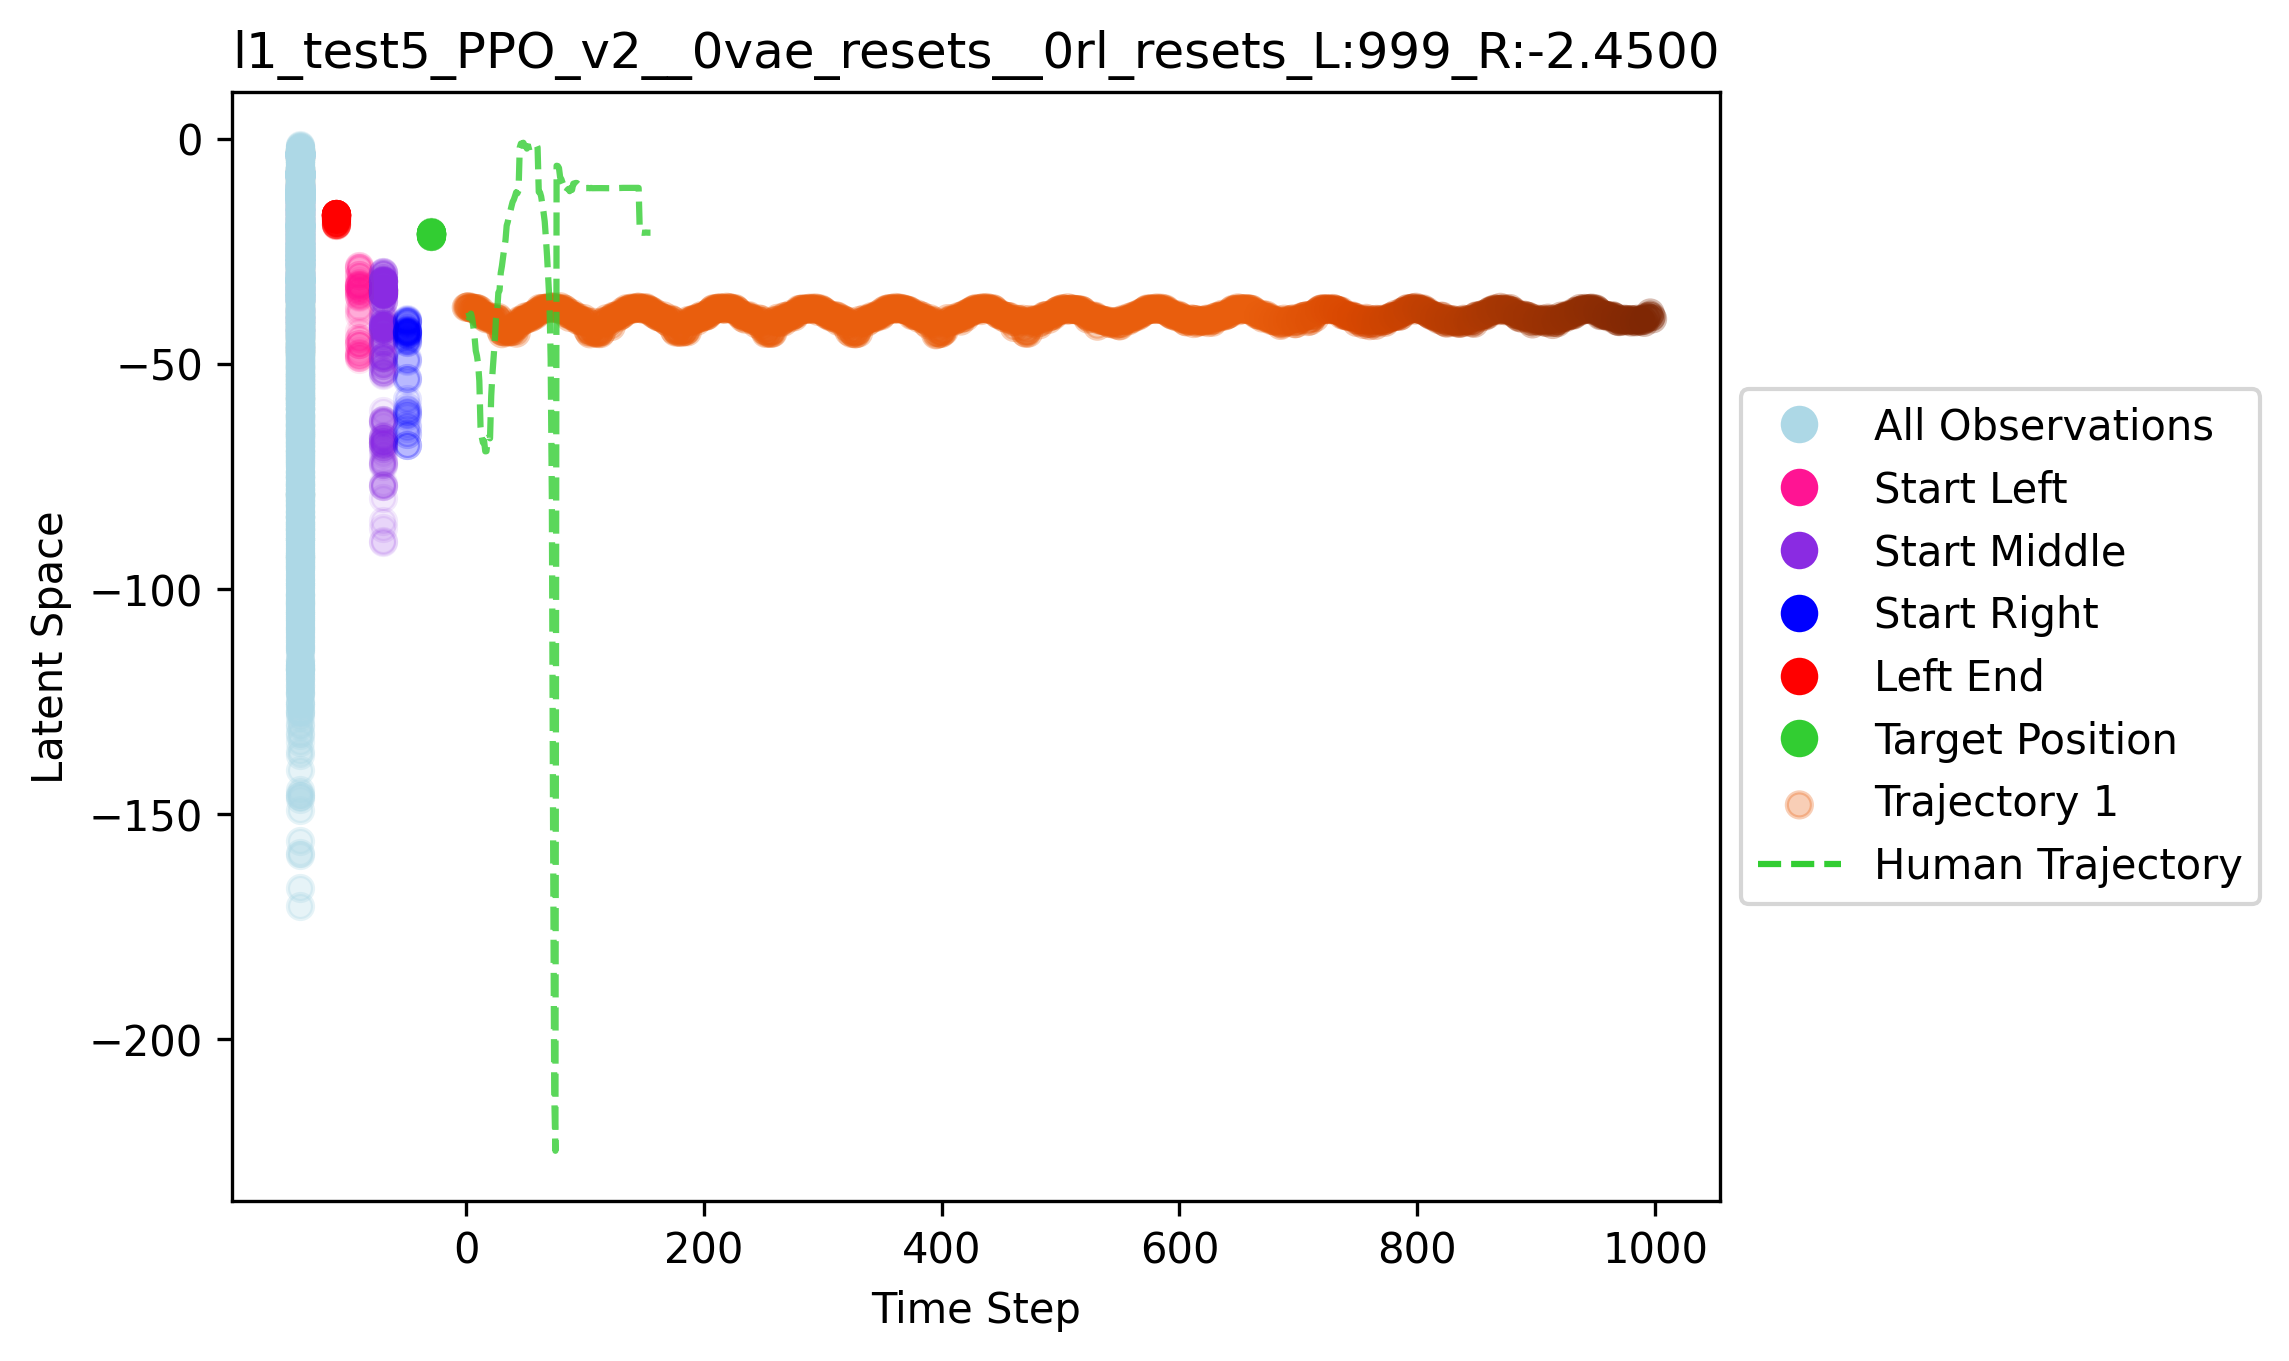 l1_test5_PPO_v2__0vae_resets__0rl_resets_L:999_R:-2.4500
0
−50
−100
−150
−200
Latent Space
0 200 400 600 800 1000
Time Step
All Observations
Start Left
Start Middle
Start Right
Left End
Target Position
Trajectory 1
Human Trajectory